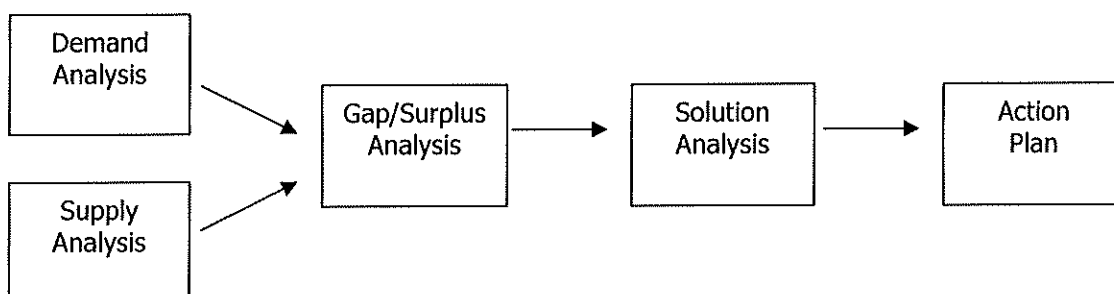 Demand
Analysis
Supply
Analysis
Gap/Surplus
Analysis
Solution
Analysis
Action
Plan